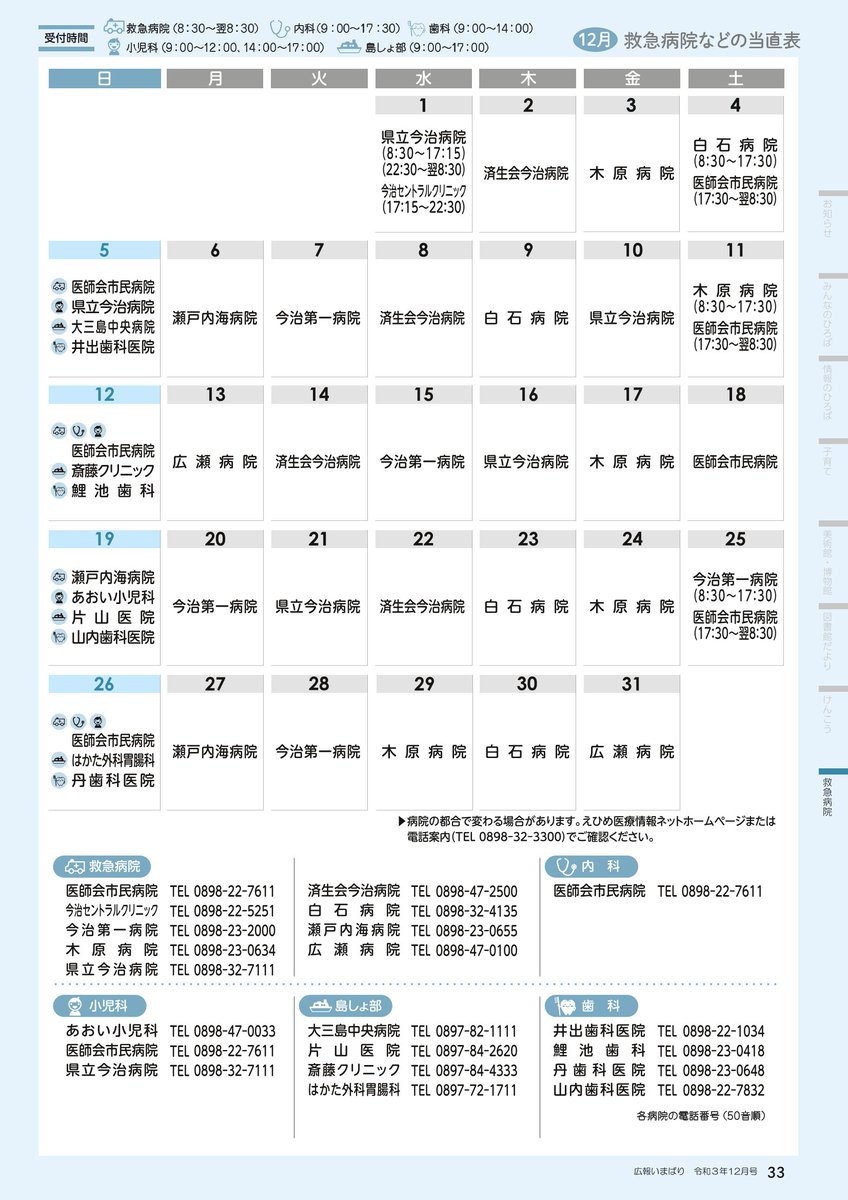 受付時間
救急病院（8：30～翌8：30） 内科（9：00～17：30） 歯科（9：00～14：00）
小児科（9：00～12：00、14：00～17：00） 島しょ部（9：00～17：00）
12月 救急病院などの当直表
日 月 火 水 木 金 土
1 2 3 4
県立今治病院
(8:30～17:15)
(22:30～翌8:30)
今治セントラルクリニック
(17:15～22:30)
済生会今治病院
木原病院
白石病院
(8:30～17:30)
医師会市民病院
(17:30～翌8:30)
5 6 7 8 9 10 11
医師会市民病院
県立今治病院
大三島中央病院
井出歯科医院
瀬戸内海病院
今治第一病院
済生会今治病院
白石病院
県立今治病院
木原病院
(8:30～17:30)
医師会市民病院
(17:30～翌8:30)
12 13 14 15 16 17 18
医師会市民病院
斎藤クリニック
鯉池歯科
広瀬病院
済生会今治病院
今治第一病院
県立今治病院
木原病院
医師会市民病院
19 20 21 22 23 24 25
瀬戸内海病院
あおい小児科
片山医院
山内歯科医院
今治第一病院
県立今治病院
済生会今治病院
白石病院
木原病院
今治第一病院
(8:30～17:30)
医師会市民病院
(17:30～翌8:30)
26 27 28 29 30 31
医師会市民病院
はかた外科胃腸科
丹歯科医院
瀬戸内海病院
今治第一病院
木原病院
白石病院
広瀬病院
▶病院の都合で変わる場合があります。えひめ医療情報ネットホームページまたは
電話案内(TEL 0898-32-3300)でご確認ください。
救急病院
医師会市民病院 TEL 0898-22-7611
今治セントラルクリニック TEL 0898-22-5251
今治第一病院 TEL 0898-23-2000
木原病院 TEL 0898-23-0634
県立今治病院 TEL 0898-32-7111
済生会今治病院 TEL 0898-47-2500
白石病院 TEL 0898-32-4135
瀬戸内海病院 TEL 0898-23-0655
広瀬病院 TEL 0898-47-0100
内科
医師会市民病院 TEL 0898-22-7611
小児科
あおい小児科 TEL 0898-47-0033
医師会市民病院 TEL 0898-22-7611
県立今治病院 TEL 0898-32-7111
島しょ部
大三島中央病院 TEL 0897-82-1111
片山医院 TEL 0897-84-2620
斎藤クリニック TEL 0897-84-4333
はかた外科胃腸科 TEL 0897-72-1711
歯科
井出歯科医院 TEL 0898-22-1034
鯉池歯科 TEL 0898-23-0418
丹歯科医院 TEL 0898-23-0648
山内歯科医院 TEL 0898-22-7832
各病院の電話番号（50音順）
お知らせ
みんなのひろば
情報のひろば
子育て
美術館・博物館
図書館だより
けんこう
救急病院
広報いまばり 令和3年12月号 33